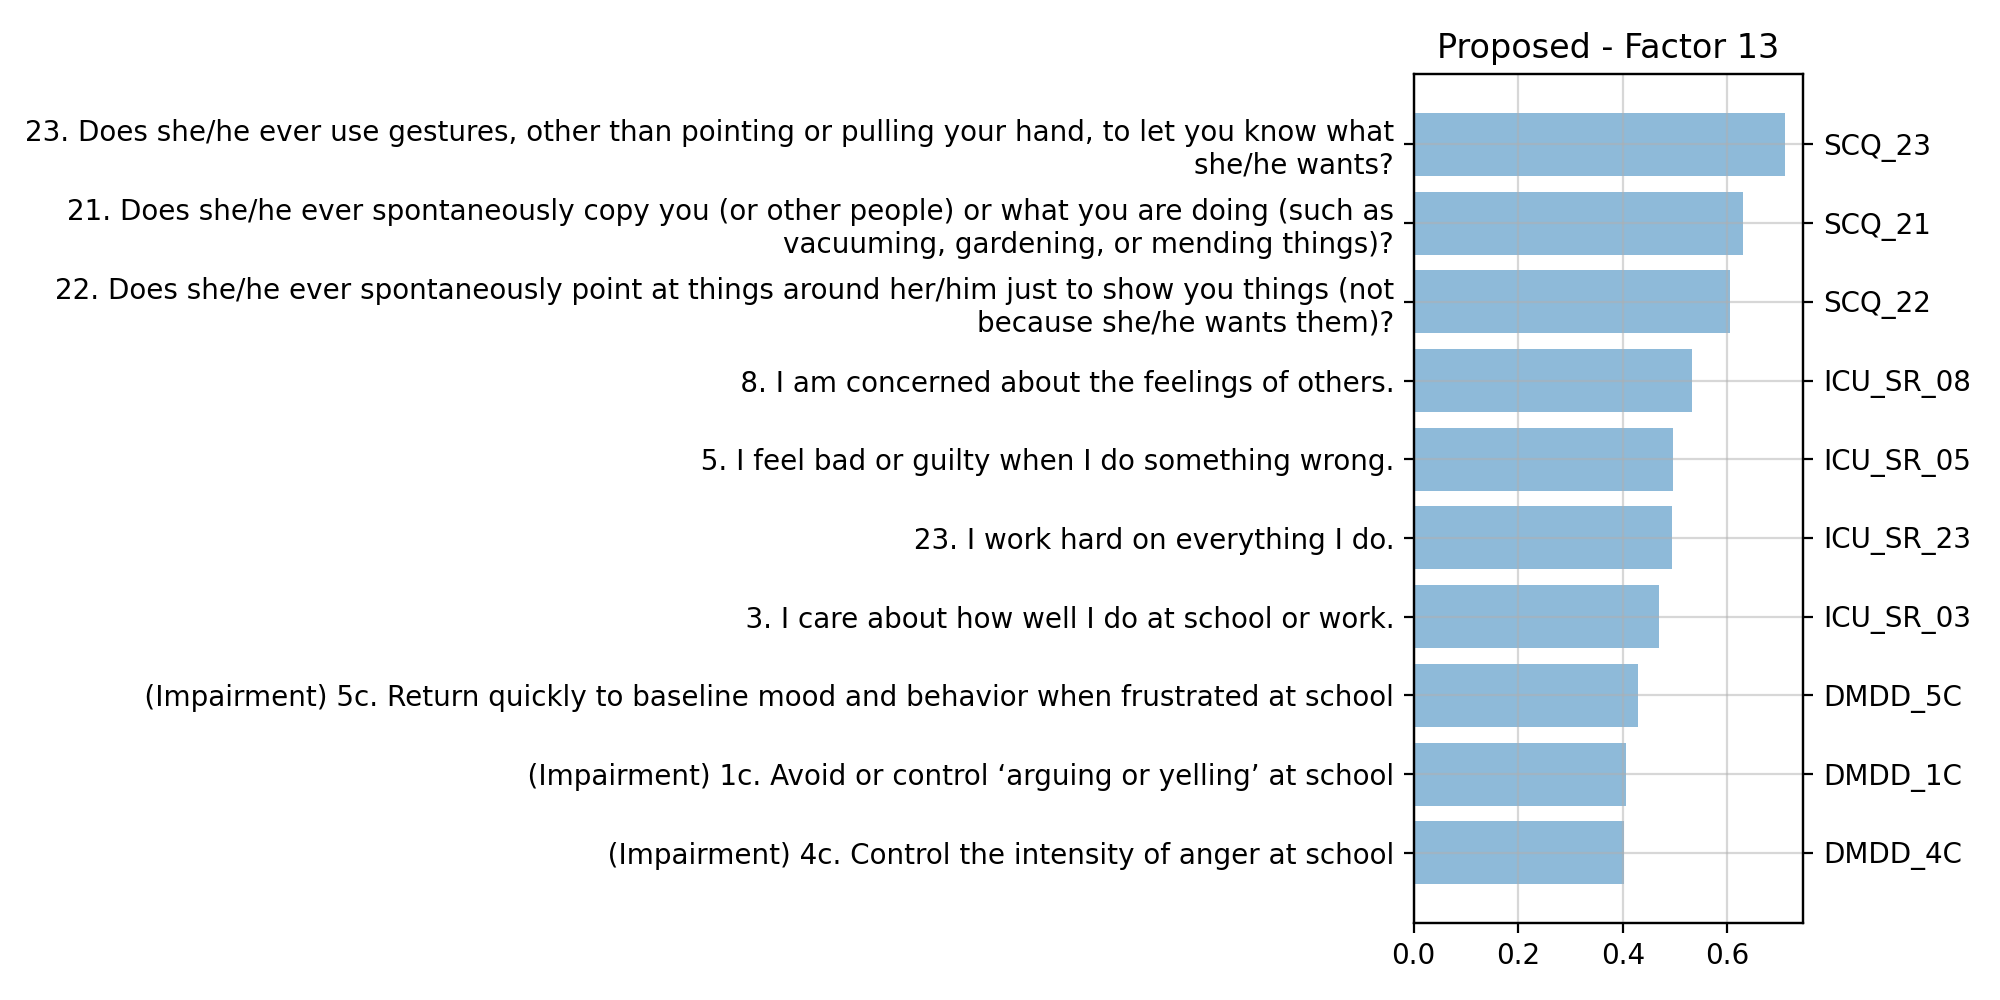 Proposed - Factor 13
23. Does she/he ever use gestures, other than pointing or pulling your hand, to let you know what
she/he wants?
SCQ_23
21. Does she/he ever spontaneously copy you (or other people) or what you are doing (such as
vacuuming, gardening, or mending things)?
SCQ_21
22. Does she/he ever spontaneously point at things around her/him just to show you things (not
because she/he wants them)?
SCQ_22
8. I am concerned about the feelings of others.
ICU_SR_08
5. I feel bad or guilty when I do something wrong.
ICU_SR_05
23. I work hard on everything I do.
ICU_SR_23
3. I care about how well I do at school or work.
ICU_SR_03
(Impairment) 5c. Return quickly to baseline mood and behavior when frustrated at school
DMDD_5C
(Impairment) 1c. Avoid or control ‘arguing or yelling’ at school
DMDD_1C
(Impairment) 4c. Control the intensity of anger at school
DMDD_4C
0.0 0.2 0.4 0.6